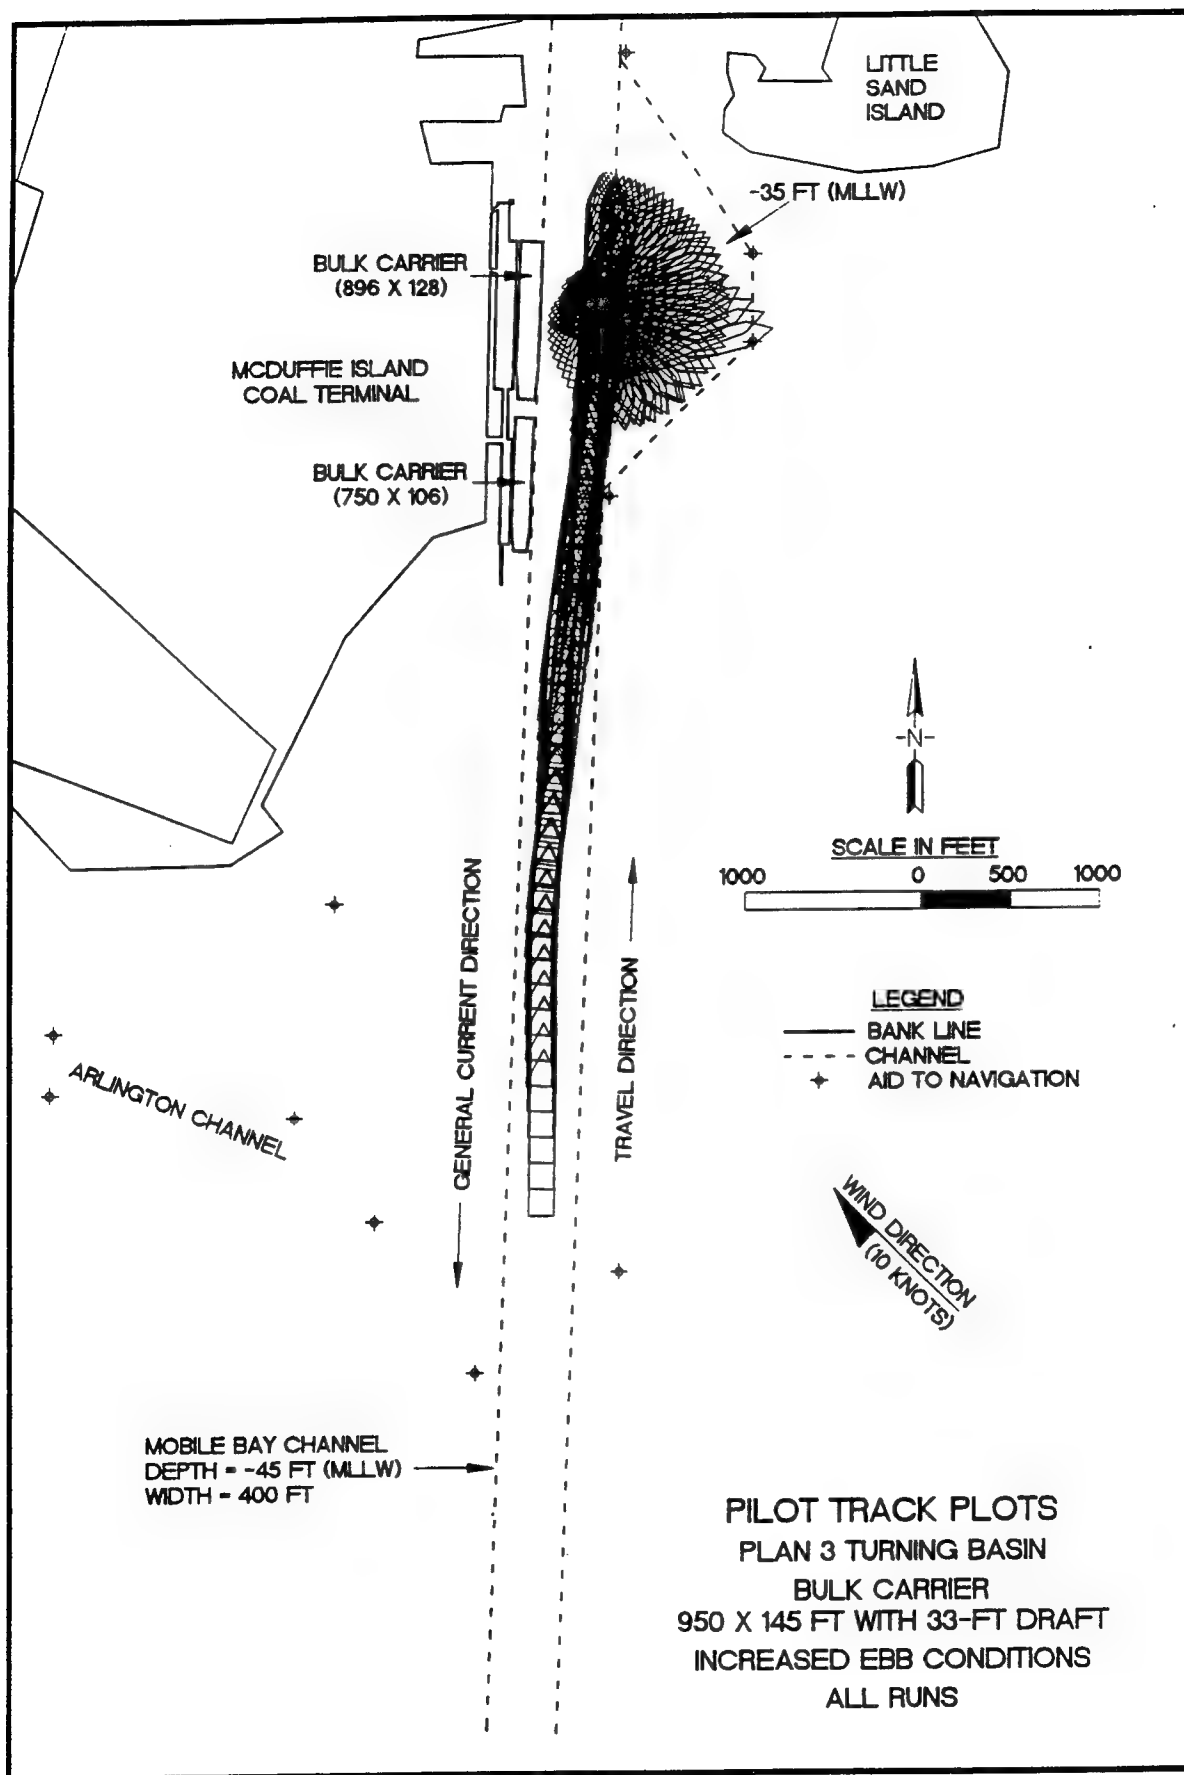 LITTLE
SAND
ISLAND
-35 FT (MLLW)
BULK CARRIER
(896 X 128)
MCDUFFIE ISLAND
COAL TERMINAL
BULK CARRIER
(750 X 106)
-N-
SCALE IN FEET
1000 0 500 1000
GENERAL CURRENT DIRECTION
TRAVEL DIRECTION
LEGEND
BANK LINE
CHANNEL
AID TO NAVIGATION
ARLINGTON CHANNEL
WIND DIRECTION
(10 KNOTS)
MOBILE BAY CHANNEL
DEPTH = -45 FT (MLLW)
WIDTH = 400 FT
PILOT TRACK PLOTS
PLAN 3 TURNING BASIN
BULK CARRIER
950 X 145 FT WITH 33-FT DRAFT
INCREASED EBB CONDITIONS
ALL RUNS